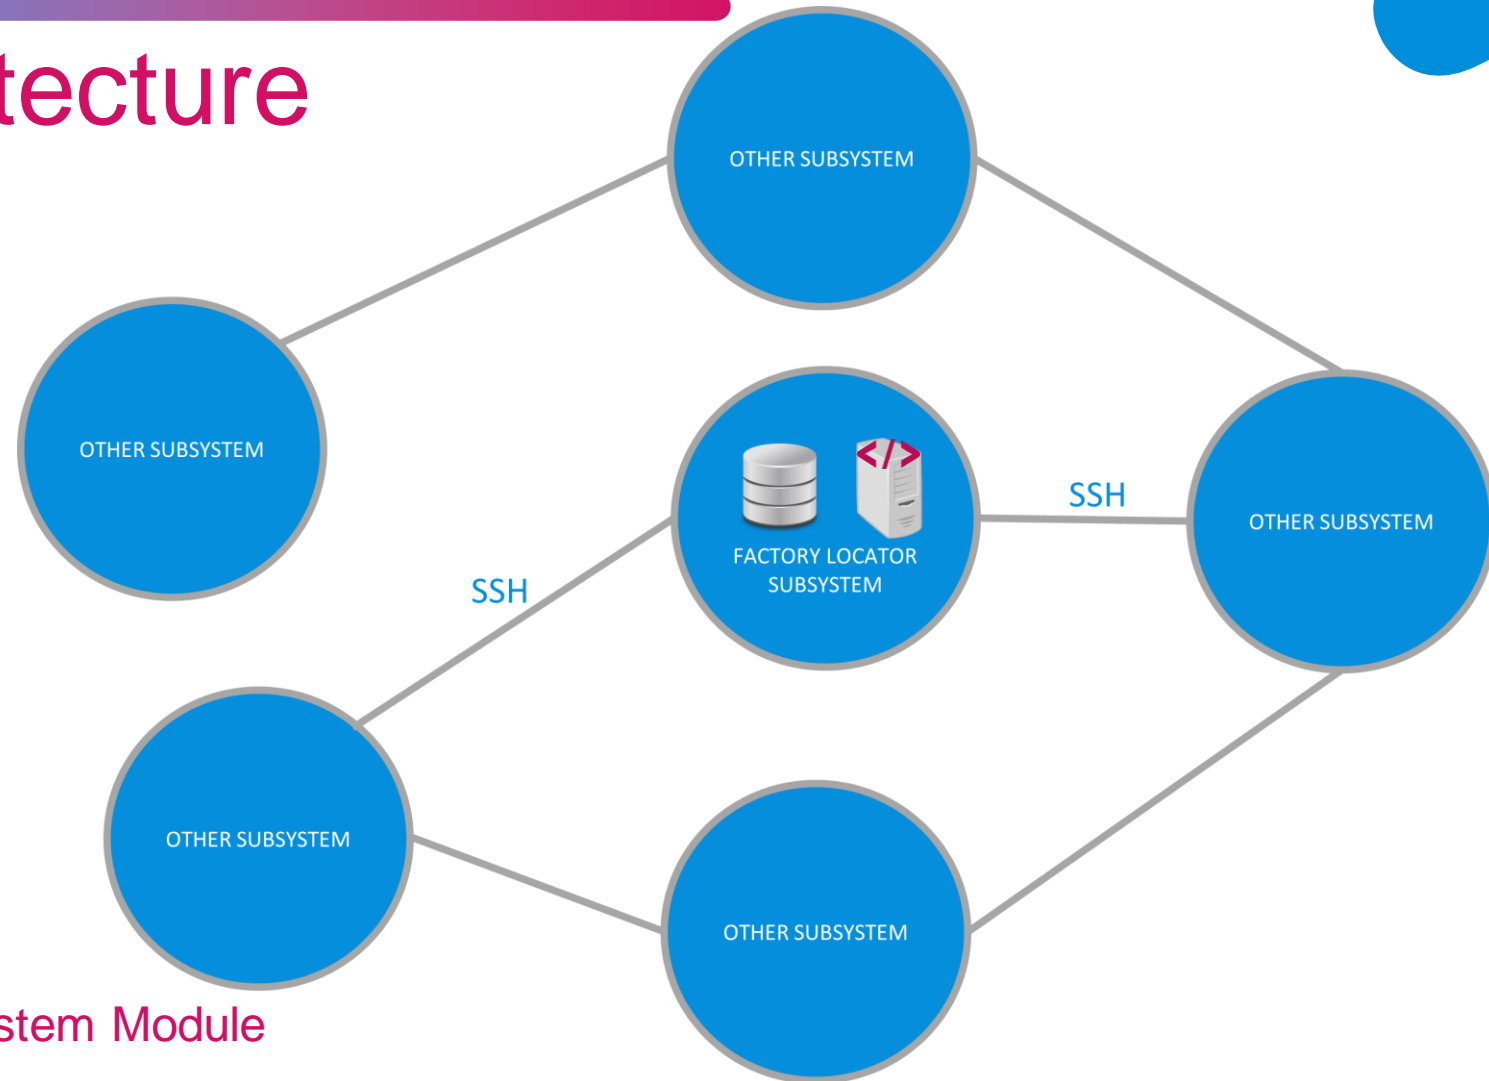 tecture
OTHER SUBSYSTEM
OTHER SUBSYSTEM
</>
FACTORY LOCATOR
SUBSYSTEM
SSH
OTHER SUBSYSTEM
SSH
OTHER SUBSYSTEM
OTHER SUBSYSTEM
stem Module